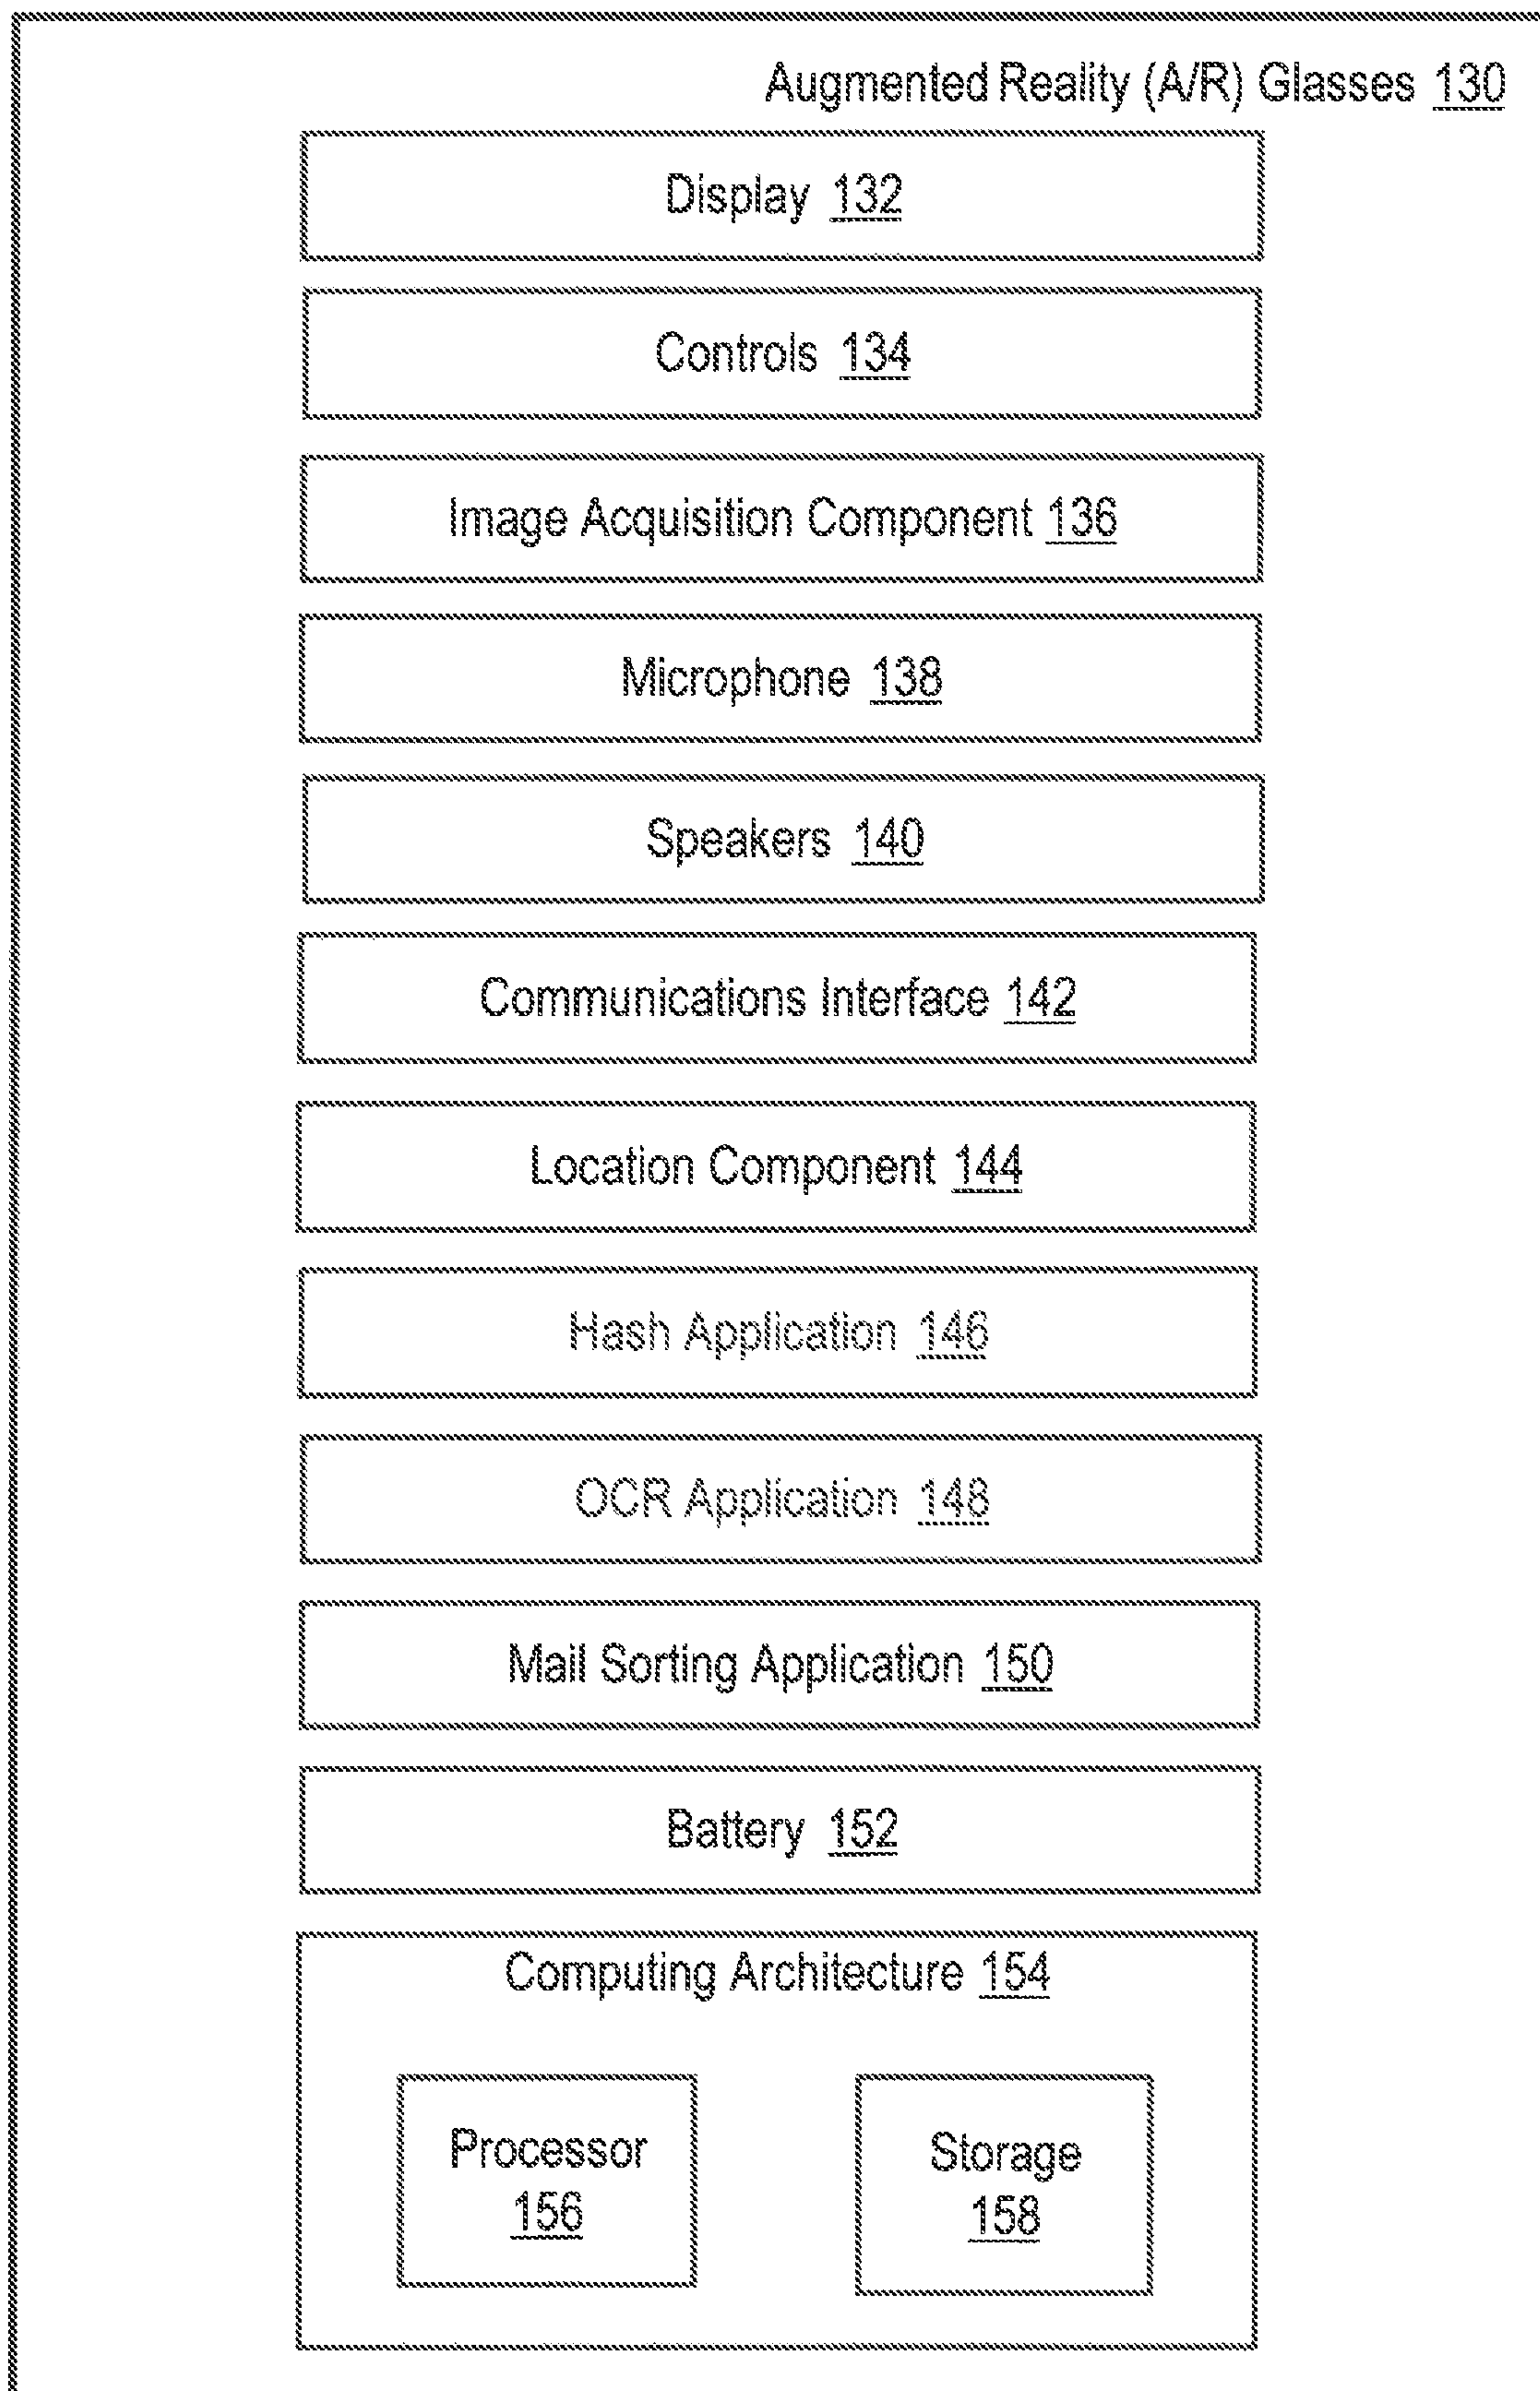 Augmented Reality (A/R) Glasses 130
Display 132
Controls 134
Image Acquisition Component 136
Microphone 138
Speakers 140
Communications Interface 142
Location Component 144
Hash Application 146
OCR Application 148
Mail Sorting Application 150
Battery 152
Computing Architecture 154
Processor
156
Storage
158